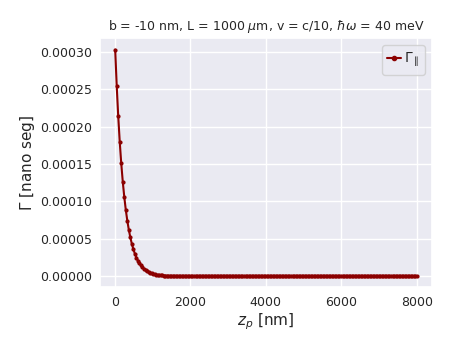 b = -10 nm, L = 1000 μm, v = c/10, ℏω = 40 meV
Γ∥
0.00030
0.00025
0.00020
0.00015
0.00010
0.00005
0.00000
Γ [nano seg]
0 2000 4000 6000 8000
z_p [nm]